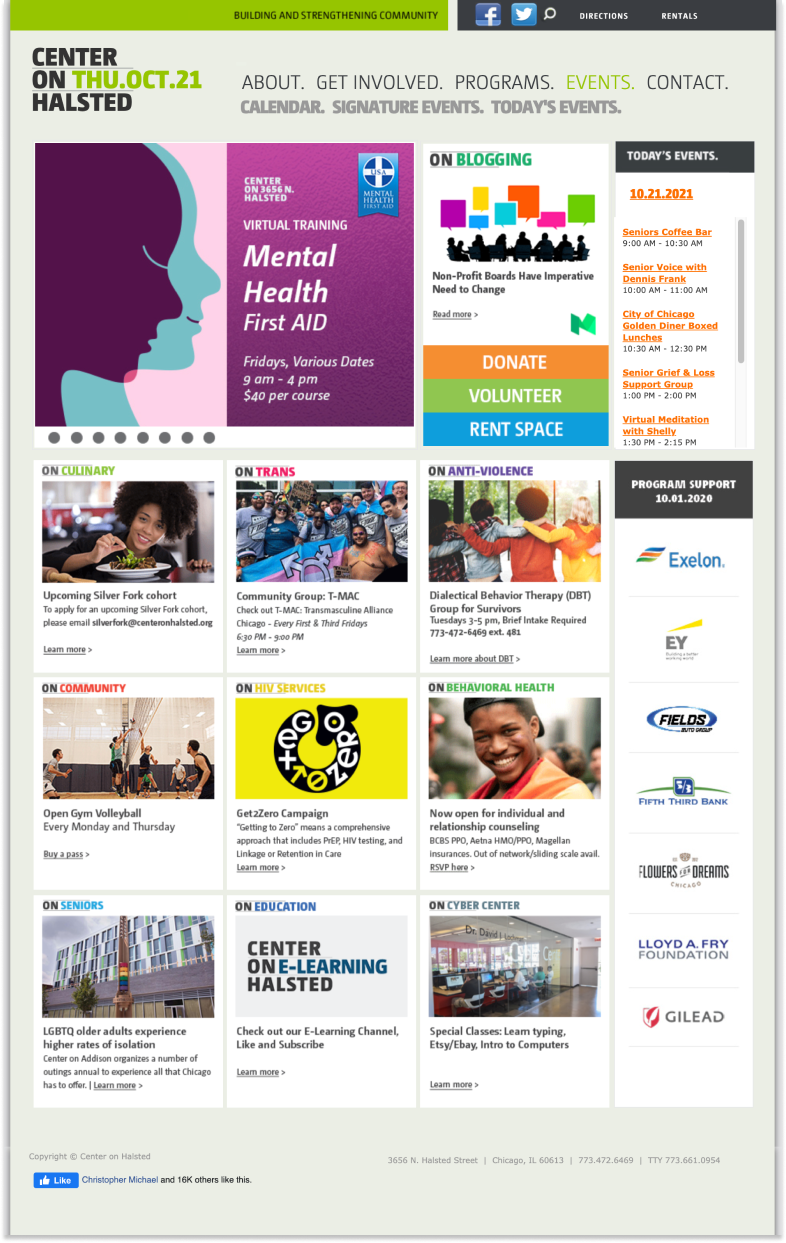 BUILDING AND STRENGTHENING COMMUNITY
DIRECTIONS
RENTALS
CENTER
ON THU.OCT.21
HALSTED
ABOUT. GET INVOLVED. PROGRAMS. EVENTS. CONTACT.
CALENDAR. SIGNATURE EVENTS. TODAY'S EVENTS.
CENTER
ON 3656 N.
HALSTED
USA
MENTAL
HEALTH
FIRST AID
VIRTUAL TRAINING
Mental
Health
First AID
Fridays, Various Dates
9 am - 4 pm
$40 per course
ON BLOGGING
Non-Profit Boards Have Imperative
Need to Change
Read more >
DONATE
VOLUNTEER
RENT SPACE
TODAY'S EVENTS.
10.21.2021
Seniors Coffee Bar
9:00 AM - 10:30 AM
Senior Voice with
Dennis Frank
10:00 AM - 11:00 AM
City of Chicago
Golden Diner Boxed
Lunches
10:30 AM - 12:30 PM
Senior Grief & Loss
Support Group
1:00 PM - 2:00 PM
Virtual Meditation
with Shelly
1:30 PM - 2:15 PM
ON CULINARY
Upcoming Silver Fork cohort
To apply for an upcoming Silver Fork cohort,
please email silverfork@centeronhalsted.org
Learn more >
ON TRANS
Community Group: T-MAC
Check out T-MAC: Transmasculine Alliance
Chicago - Every First & Third Fridays
6:30 PM - 9:00 PM
Learn more >
ON ANTI-VIOLENCE
Dialectical Behavior Therapy (DBT)
Group for Survivors
Tuesdays 3-5 pm, Brief Intake Required
773-472-6469 ext. 481
Learn more about DBT >
PROGRAM SUPPORT
10.01.2020
Exelon.
EY
Building a better
working world
FIELDS
AUTO GROUP
FIFTH THIRD BANK
FLOWERS FOR DREAMS
CHICAGO
LLOYD A. FRY
FOUNDATION
GILEAD
ON COMMUNITY
Open Gym Volleyball
Every Monday and Thursday
Buy a pass >
ON HIV SERVICES
Get2Zero
Get2Zero Campaign
"Getting to Zero" means a comprehensive
approach that includes PrEP, HIV testing, and
Linkage or Retention in Care
Learn more >
ON BEHAVIORAL HEALTH
Now open for individual and
relationship counseling
BCBS PPO, Aetna HMO/PPO, Magellan
insurances. Out of network/sliding scale avail.
RSVP here >
ON SENIORS
LGBTQ older adults experience
higher rates of isolation
Center on Addison organizes a number of
outings annual to experience all that Chicago
has to offer. | Learn more >
ON EDUCATION
CENTER
ON E-LEARNING
HALSTED
Check out our E-Learning Channel,
Like and Subscribe
Learn more >
ON CYBER CENTER
Dr. David
Special Classes: Learn typing,
Etsy/Ebay, Intro to Computers
Learn more >
Copyright © Center on Halsted
3656 N. Halsted Street | Chicago, IL 60613 | 773.472.6469 | TTY 773.661.0954
Like
Christopher Michael and 16K others like this.